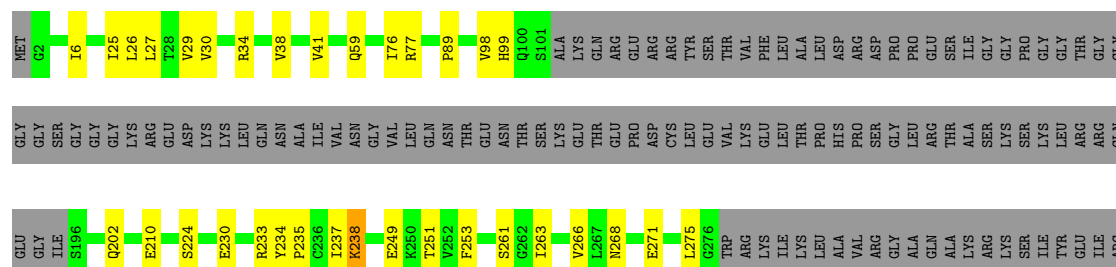 MET G2 I6 I25 L26 L27 T28 V29 V30 R34 V38 V41 Q59 I76 R77 P89 V98 H99 Q100 S101 ALA LYS GLN ARG GLU ARG ARG TYR SER THR VAL PHE LEU ALA LEU ASP ARG ASP PRO PRO GLU SER ILE GLY GLY PRO GLY GLY THR GLY
GLY GLY SER GLY GLY GLY LYS ARG GLU ASP LYS LYS LEU GLN ASN ALA ILE VAL ASN GLY VAL LEU GLN ASN THR GLU ASN THR SER LYS GLU THR GLU PRO ASP CYS LEU GLU VAL LYS GLU LEU THR PRO HIS PRO SER GLY LEU ARG THR ALA SER LYS SER LYS LEU ARG ARG
GLU GLY ILE S196 Q202 E210 S224 E230 R233 Y234 P235 C236 I237 K238 E249 K250 T251 V252 F253 S261 G262 I263 V266 L267 N268 E271 L275 G276 TRP ARG LYS ILE LYS LEU ALA VAL ARG GLY ALA GLN ALA LYS ARG LYS SER ILE TYR GLU ILE